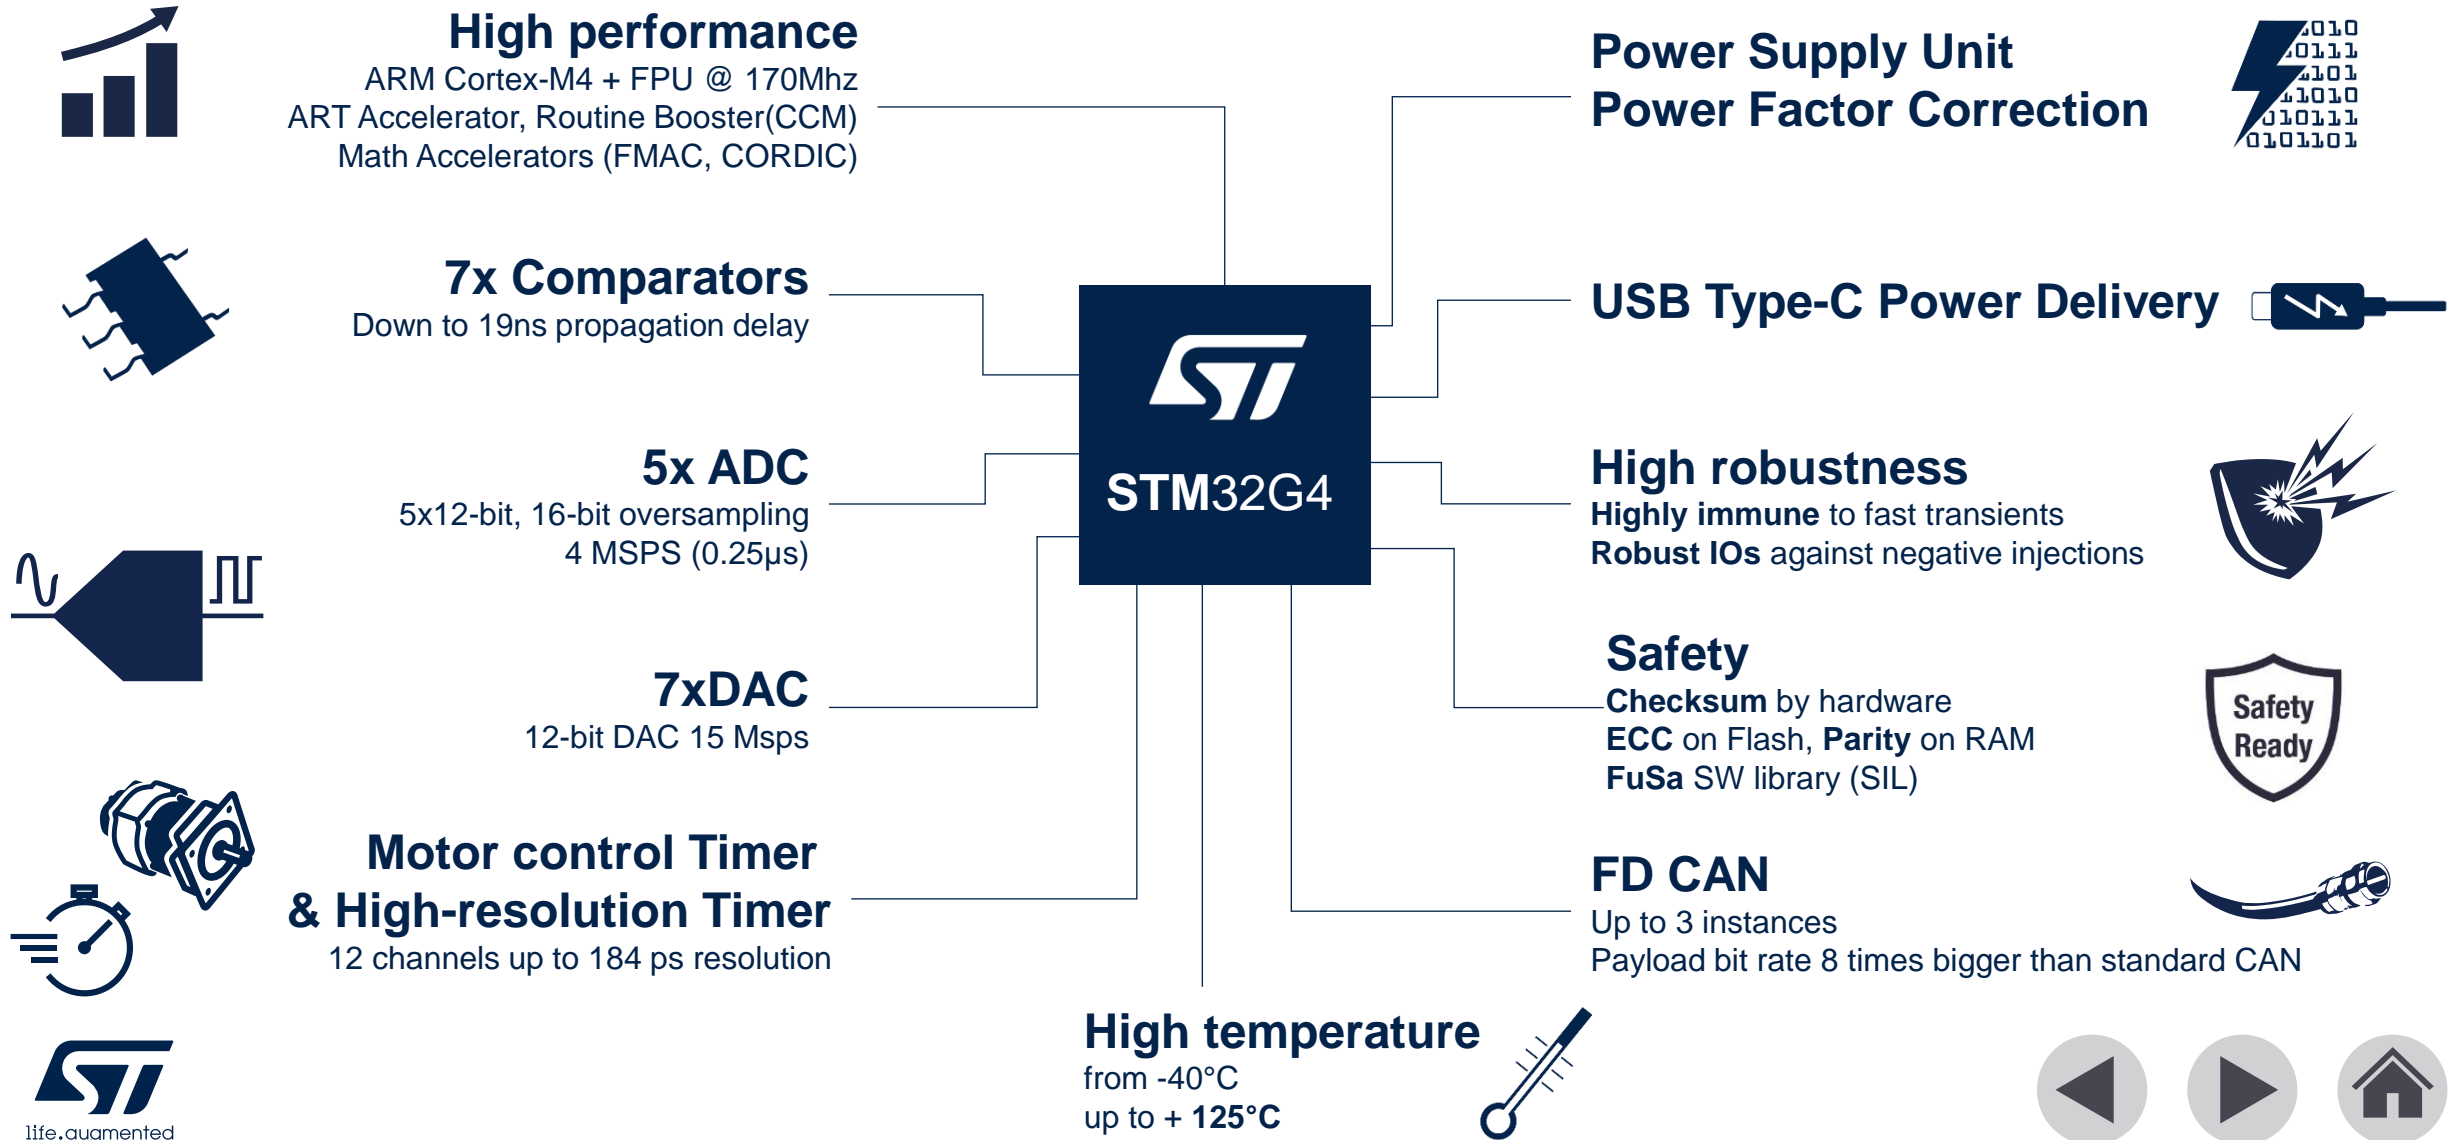 High performance
ARM Cortex-M4 + FPU @ 170Mhz
ART Accelerator, Routine Booster(CCM)
Math Accelerators (FMAC, CORDIC)
7x Comparators
Down to 19ns propagation delay
5x ADC
5x12-bit, 16-bit oversampling
4 MSPS (0.25µs)
7xDAC
12-bit DAC 15 Msps
Motor control Timer
& High-resolution Timer
12 channels up to 184 ps resolution
ST
life.augmented
ST
STM32G4
High temperature
from -40°C
up to + 125°C
Power Supply Unit
Power Factor Correction
USB Type-C Power Delivery
High robustness
Highly immune to fast transients
Robust IOs against negative injections
Safety
Checksum by hardware
ECC on Flash, Parity on RAM
FuSa SW library (SIL)
Safety
Ready
FD CAN
Up to 3 instances
Payload bit rate 8 times bigger than standard CAN